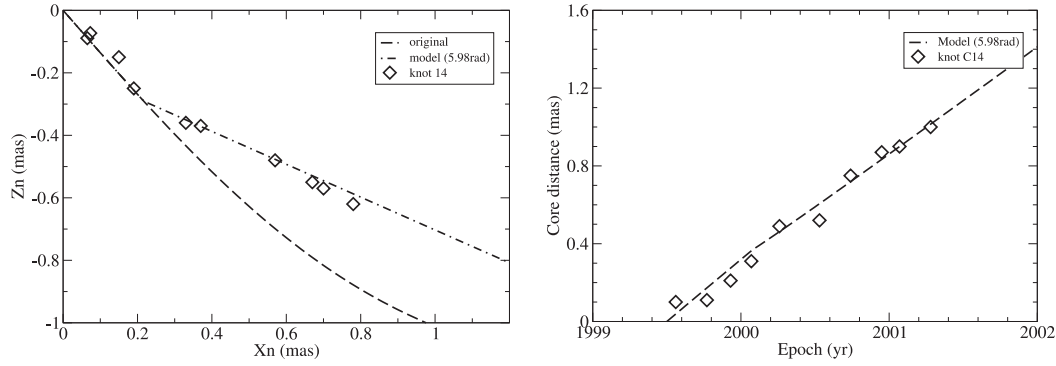 0
-0.2
-0.4
-0.6
-0.8
-1
Zn (mas)
0
0.2
0.4
0.6
0.8
1
Xn (mas)
original
model (5.98rad)
knot 14
1.6
1.2
0.8
0.4
0
Core distance (mas)
1999
2000
2001
2002
Epoch (yr)
Model (5.98rad)
knot C14